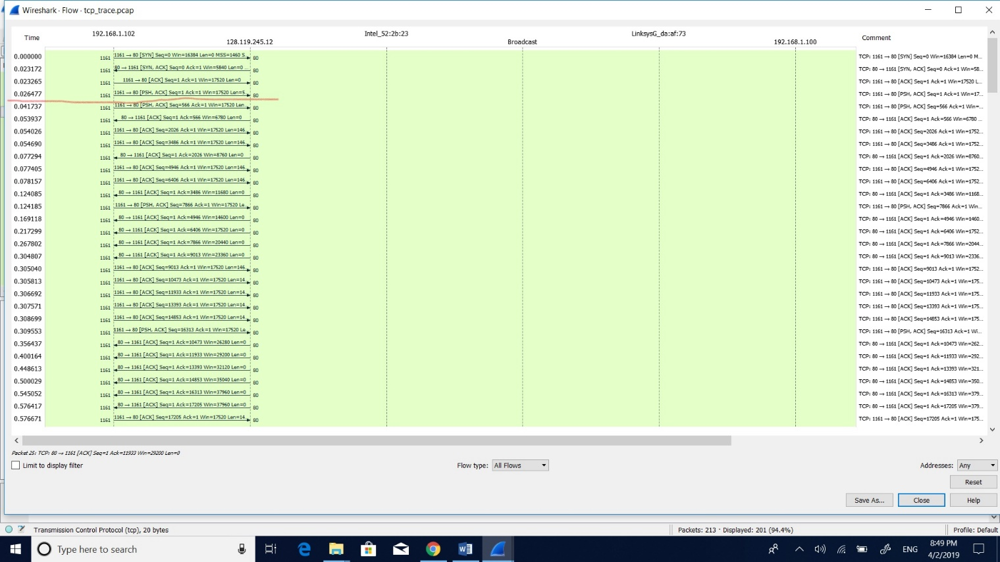 Wireshark · Flow · tcp_trace.pcap
Time 192.168.1.102 128.119.245.12 Intel_52:2b:23 Broadcast LinksysG_da:af:73 192.168.1.100 Comment
0.000000 1161 1161 → 80 [SYN] Seq=0 Win=16384 Len=0 MSS=1460 S... 80 TCP: 1161 → 80 [SYN] Seq=0 Win=16384 Len=0 M...
0.023172 1161 80 → 1161 [SYN, ACK] Seq=0 Ack=1 Win=5840 Len=0 ... 80 TCP: 80 → 1161 [SYN, ACK] Seq=0 Ack=1 Win=58...
0.023265 1161 1161 → 80 [ACK] Seq=1 Ack=1 Win=17520 Len=0 80 TCP: 1161 → 80 [ACK] Seq=1 Ack=1 Win=17520 L...
0.026477 1161 1161 → 80 [PSH, ACK] Seq=1 Ack=1 Win=17520 Len=5... 80 TCP: 1161 → 80 [PSH, ACK] Seq=1 Ack=1 Win=17...
0.041737 1161 1161 → 80 [PSH, ACK] Seq=566 Ack=1 Win=17520 Len... 80 TCP: 1161 → 80 [PSH, ACK] Seq=566 Ack=1 Win=...
0.053937 1161 80 → 1161 [ACK] Seq=1 Ack=566 Win=6780 Len=0 80 TCP: 80 → 1161 [ACK] Seq=1 Ack=566 Win=6780 ...
0.054026 1161 1161 → 80 [ACK] Seq=2026 Ack=1 Win=17520 Len=146... 80 TCP: 1161 → 80 [ACK] Seq=2026 Ack=1 Win=1752...
0.054690 1161 1161 → 80 [ACK] Seq=3486 Ack=1 Win=17520 Len=146... 80 TCP: 1161 → 80 [ACK] Seq=3486 Ack=1 Win=1752...
0.077294 1161 80 → 1161 [ACK] Seq=1 Ack=2026 Win=8760 Len=0 80 TCP: 80 → 1161 [ACK] Seq=1 Ack=2026 Win=8760...
0.077405 1161 1161 → 80 [ACK] Seq=4946 Ack=1 Win=17520 Len=146... 80 TCP: 1161 → 80 [ACK] Seq=4946 Ack=1 Win=1752...
0.078157 1161 1161 → 80 [ACK] Seq=6406 Ack=1 Win=17520 Len=146... 80 TCP: 1161 → 80 [ACK] Seq=6406 Ack=1 Win=1752...
0.124085 1161 80 → 1161 [ACK] Seq=1 Ack=3486 Win=11680 Len=0 80 TCP: 80 → 1161 [ACK] Seq=1 Ack=3486 Win=1168...
0.124185 1161 1161 → 80 [PSH, ACK] Seq=7866 Ack=1 Win=17520 Le... 80 TCP: 1161 → 80 [PSH, ACK] Seq=7866 Ack=1 Win...
0.169118 1161 80 → 1161 [ACK] Seq=1 Ack=4946 Win=14600 Len=0 80 TCP: 80 → 1161 [ACK] Seq=1 Ack=4946 Win=1460...
0.217299 1161 80 → 1161 [ACK] Seq=1 Ack=6406 Win=17520 Len=0 80 TCP: 80 → 1161 [ACK] Seq=1 Ack=6406 Win=1752...
0.267802 1161 80 → 1161 [ACK] Seq=1 Ack=7866 Win=20440 Len=0 80 TCP: 80 → 1161 [ACK] Seq=1 Ack=7866 Win=2044...
0.304807 1161 80 → 1161 [ACK] Seq=1 Ack=9013 Win=23360 Len=0 80 TCP: 80 → 1161 [ACK] Seq=1 Ack=9013 Win=2336...
0.305040 1161 1161 → 80 [ACK] Seq=9013 Ack=1 Win=17520 Len=146... 80 TCP: 1161 → 80 [ACK] Seq=9013 Ack=1 Win=1752...
0.305813 1161 1161 → 80 [ACK] Seq=10473 Ack=1 Win=17520 Len=14... 80 TCP: 1161 → 80 [ACK] Seq=10473 Ack=1 Win=175...
0.306692 1161 1161 → 80 [ACK] Seq=11933 Ack=1 Win=17520 Len=14... 80 TCP: 1161 → 80 [ACK] Seq=11933 Ack=1 Win=175...
0.307571 1161 1161 → 80 [ACK] Seq=13393 Ack=1 Win=17520 Len=14... 80 TCP: 1161 → 80 [ACK] Seq=13393 Ack=1 Win=175...
0.308699 1161 1161 → 80 [ACK] Seq=14853 Ack=1 Win=17520 Len=14... 80 TCP: 1161 → 80 [ACK] Seq=14853 Ack=1 Win=175...
0.309553 1161 1161 → 80 [PSH, ACK] Seq=16313 Ack=1 Win=17520 Le... 80 TCP: 1161 → 80 [PSH, ACK] Seq=16313 Ack=1 Wi...
0.356437 1161 80 → 1161 [ACK] Seq=1 Ack=10473 Win=26280 Len=0 80 TCP: 80 → 1161 [ACK] Seq=1 Ack=10473 Win=262...
0.400164 1161 80 → 1161 [ACK] Seq=1 Ack=11933 Win=29200 Len=0 80 TCP: 80 → 1161 [ACK] Seq=1 Ack=11933 Win=292...
0.448613 1161 80 → 1161 [ACK] Seq=1 Ack=13393 Win=32120 Len=0 80 TCP: 80 → 1161 [ACK] Seq=1 Ack=13393 Win=321...
0.500029 1161 80 → 1161 [ACK] Seq=1 Ack=14853 Win=35040 Len=0 80 TCP: 80 → 1161 [ACK] Seq=1 Ack=14853 Win=350...
0.545052 1161 80 → 1161 [ACK] Seq=1 Ack=16313 Win=37960 Len=0 80 TCP: 80 → 1161 [ACK] Seq=1 Ack=16313 Win=379...
0.576417 1161 80 → 1161 [ACK] Seq=1 Ack=17205 Win=37960 Len=0 80 TCP: 80 → 1161 [ACK] Seq=1 Ack=17205 Win=379...
0.576671 1161 1161 → 80 [ACK] Seq=17205 Ack=1 Win=17520 Len=14... 80 TCP: 1161 → 80 [ACK] Seq=17205 Ack=1 Win=175...
Packet 25: TCP: 80 → 1161 [ACK] Seq=1 Ack=11933 Win=29200 Len=0
Limit to display filter Flow type: All Flows Addresses: Any
Reset
Save As... Close Help
Transmission Control Protocol (tcp), 20 bytes Packets: 213 · Displayed: 201 (94.4%) Profile: Default
Type here to search ENG 8:49 PM
4/2/2019